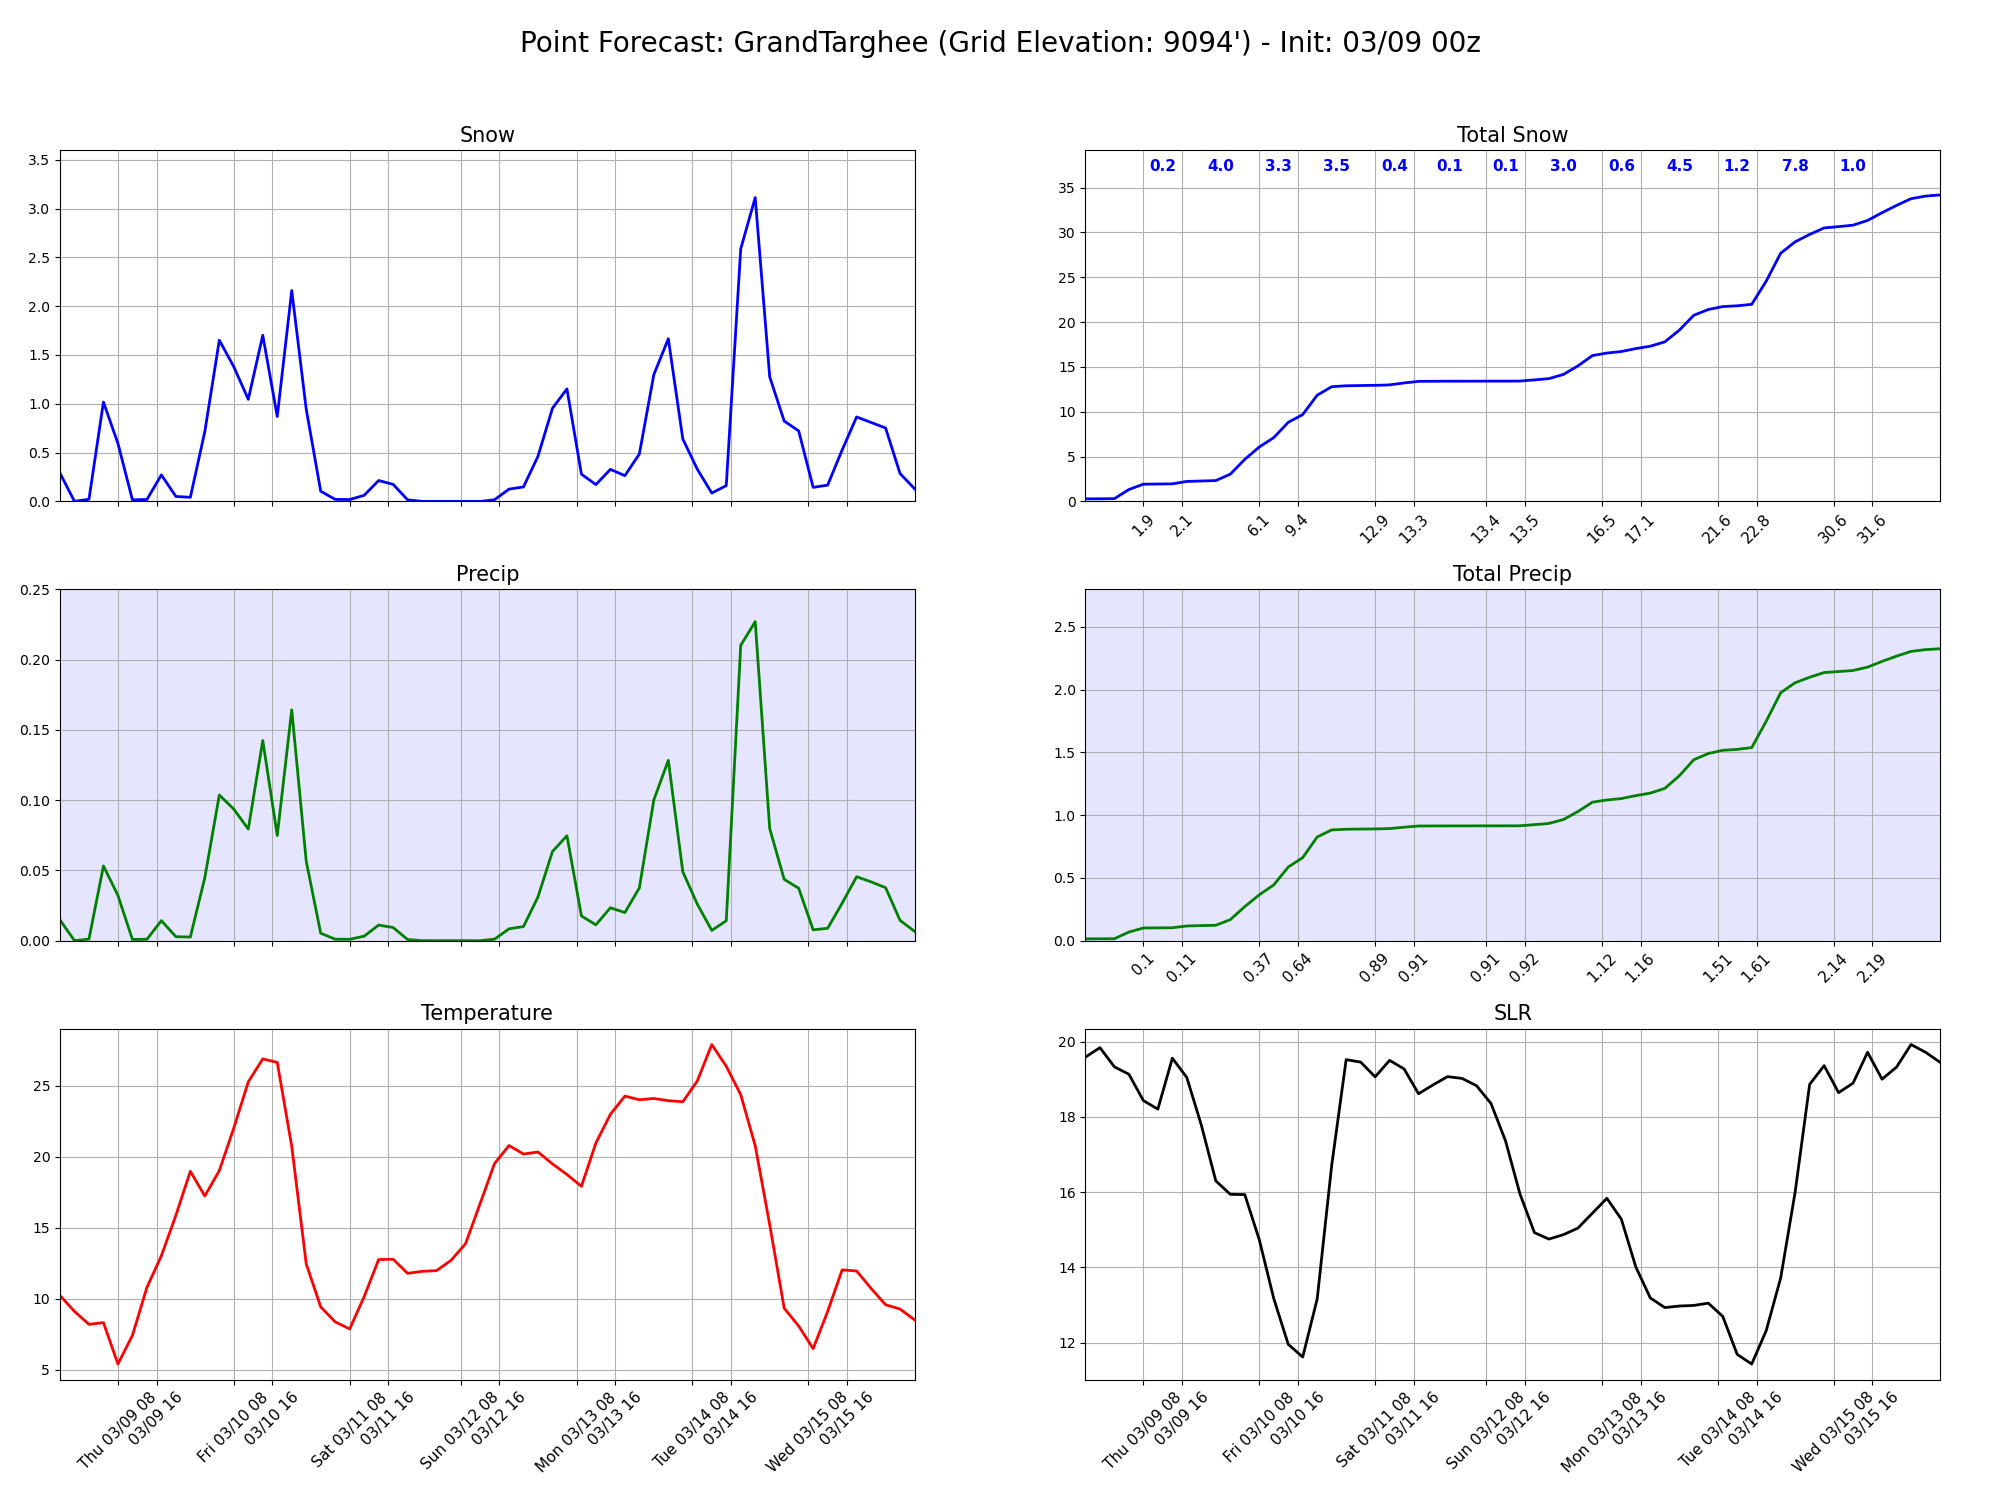 Point Forecast: GrandTarghee (Grid Elevation: 9094') - Init: 03/09 00z
Snow
3.5
3.0
2.5
2.0
1.5
1.0
0.5
0.0
Total Snow
0.2 4.0 3.3 3.5 0.4 0.1 0.1 3.0 0.6 4.5 1.2 7.8 1.0
35
30
25
20
15
10
5
0
1.9 2.1 6.1 9.4 12.9 13.3 13.4 13.5 16.5 17.1 21.6 22.8 30.6 31.6
Precip
0.25
0.20
0.15
0.10
0.05
0.00
Total Precip
2.5
2.0
1.5
1.0
0.5
0.0
0.1 0.11 0.37 0.64 0.89 0.91 0.91 0.92 1.12 1.16 1.51 1.61 2.14 2.19
Temperature
25
20
15
10
5
Thu 03/09 08
03/09 16
Fri 03/10 08
03/10 16
Sat 03/11 08
03/11 16
Sun 03/12 08
03/12 16
Mon 03/13 08
03/13 16
Tue 03/14 08
03/14 16
Wed 03/15 08
03/15 16
SLR
20
18
16
14
12
Thu 03/09 08
03/09 16
Fri 03/10 08
03/10 16
Sat 03/11 08
03/11 16
Sun 03/12 08
03/12 16
Mon 03/13 08
03/13 16
Tue 03/14 08
03/14 16
Wed 03/15 08
03/15 16